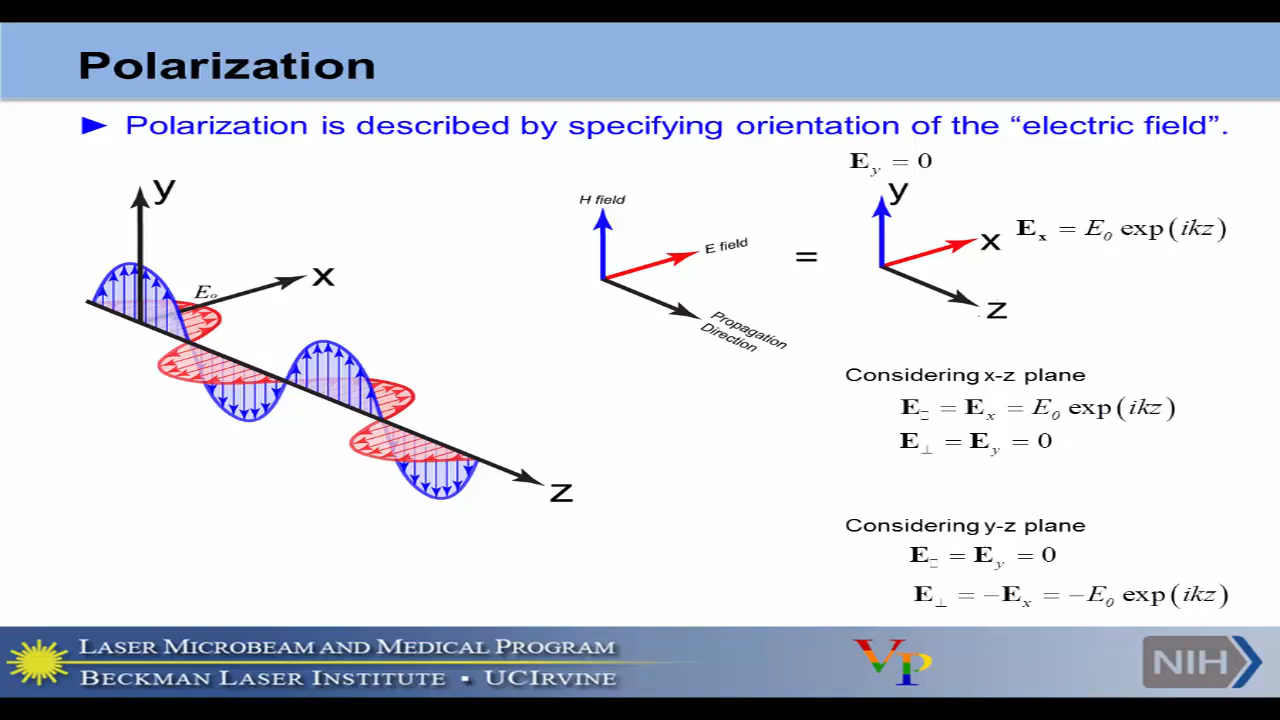 Polarization
► Polarization is described by specifying orientation of the “electric field”.
y
x
E₀
z
H field
E field
Propagation
Direction
=
E_y = 0
y
x
z
E_x = E_0 exp(ikz)
Considering x-z plane
E_□ = E_x = E_0 exp(ikz)
E_⊥ = E_y = 0
Considering y-z plane
E_□ = E_y = 0
E_⊥ = −E_x = −E_0 exp(ikz)
LASER MICROBEAM AND MEDICAL PROGRAM
BECKMAN LASER INSTITUTE ▪ UCIRVINE
VP
NIH